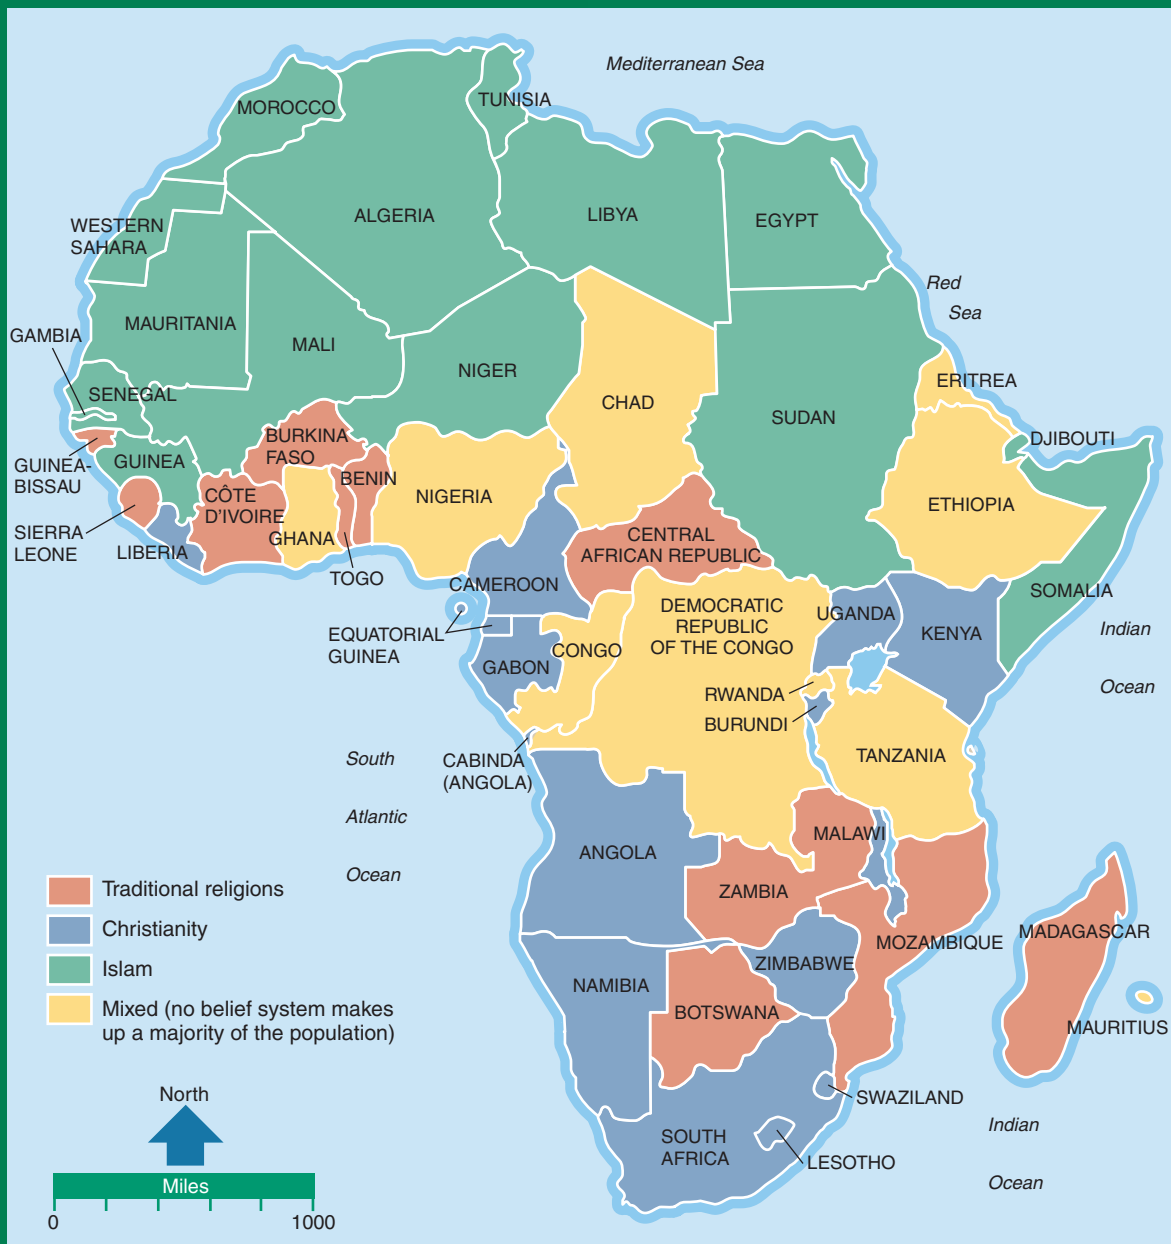 Mediterranean Sea
MOROCCO
TUNISIA
ALGERIA
LIBYA
EGYPT
WESTERN
SAHARA
Red
Sea
MAURITANIA
GAMBIA
MALI
NIGER
SENEGAL
CHAD
SUDAN
ERITREA
DJIBOUTI
BURKINA
FASO
GUINEA-
BISSAU
GUINEA
BENIN
NIGERIA
CÔTE
D'IVOIRE
ETHIOPIA
SIERRA
LEONE
LIBERIA
GHANA
TOGO
CENTRAL
AFRICAN REPUBLIC
CAMEROON
SOMALIA
DEMOCRATIC
REPUBLIC
OF THE CONGO
UGANDA
KENYA
Indian
Ocean
EQUATORIAL
GUINEA
CONGO
GABON
RWANDA
BURUNDI
TANZANIA
CABINDA
(ANGOLA)
South
Atlantic
Ocean
MALAWI
ANGOLA
ZAMBIA
MOZAMBIQUE
MADAGASCAR
ZIMBABWE
NAMIBIA
BOTSWANA
MAURITIUS
SWAZILAND
SOUTH
AFRICA
LESOTHO
Indian
Ocean
Traditional religions
Christianity
Islam
Mixed (no belief system makes
up a majority of the population)
North
Miles
0 1000